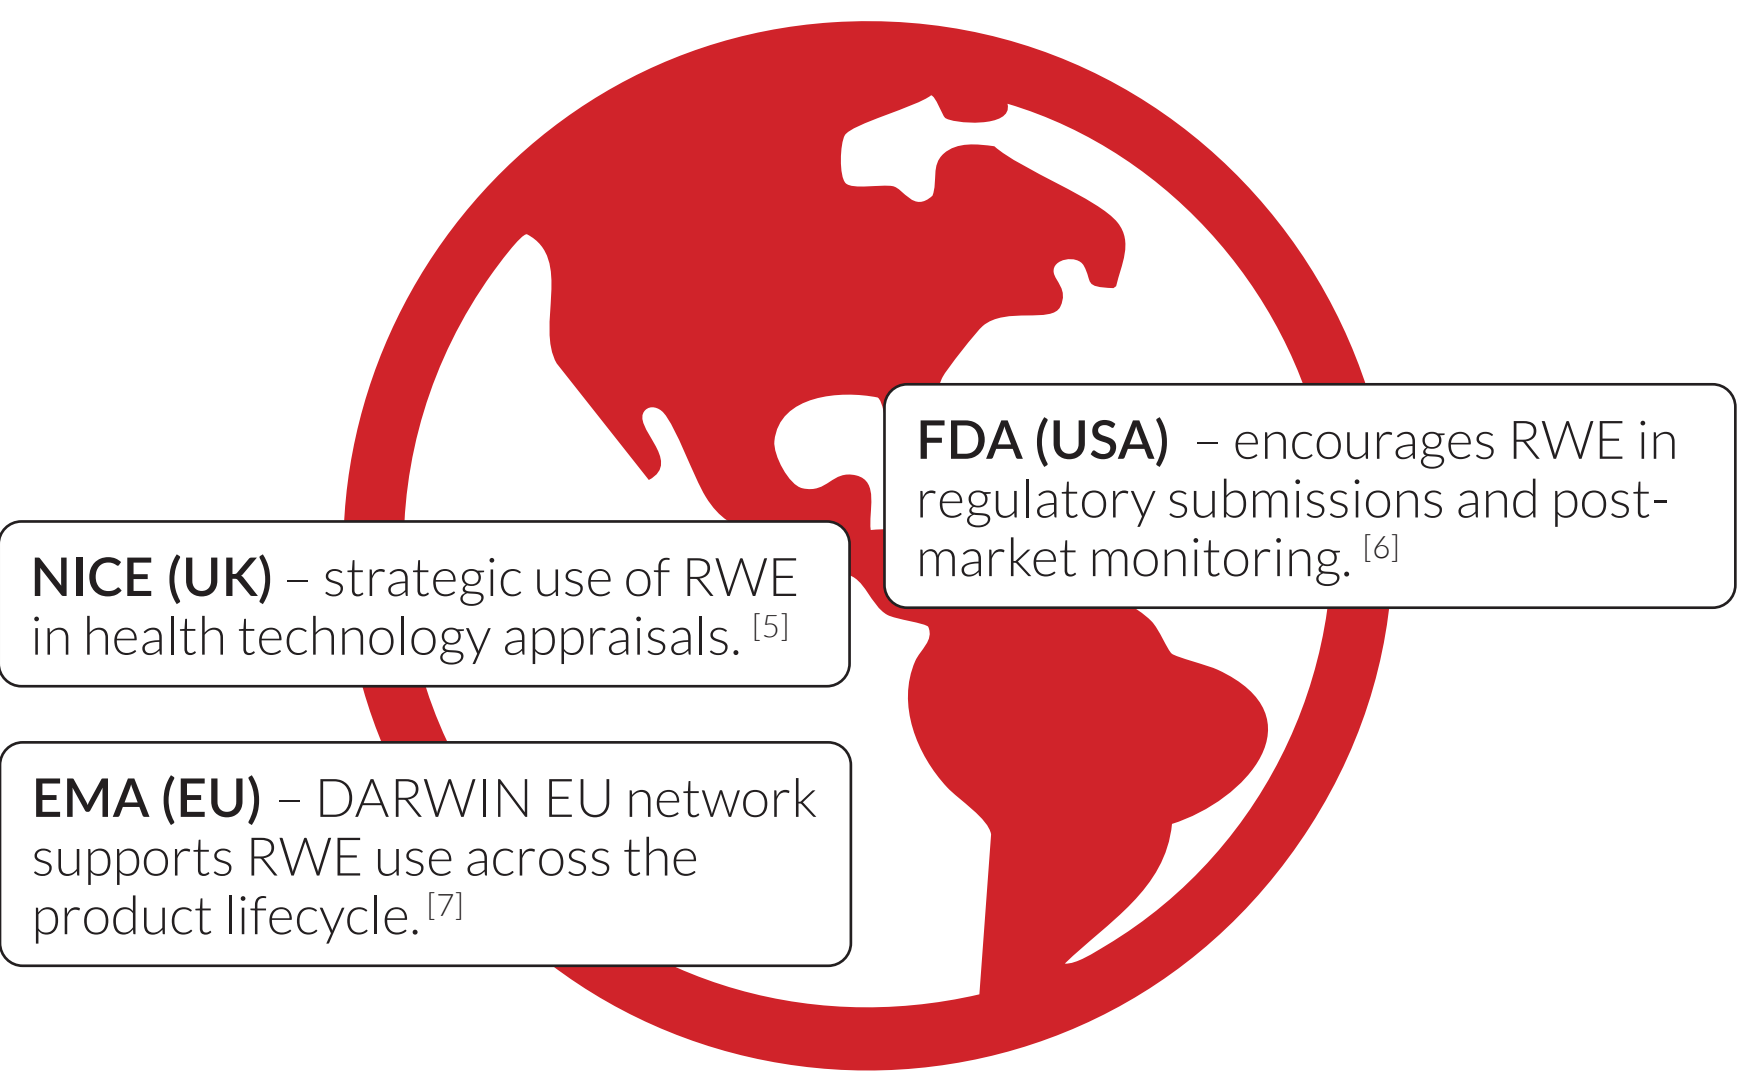 FDA (USA) – encourages RWE in
regulatory submissions and post-
market monitoring. [6]
NICE (UK) – strategic use of RWE
in health technology appraisals. [5]
EMA (EU) – DARWIN EU network
supports RWE use across the
product lifecycle. [7]